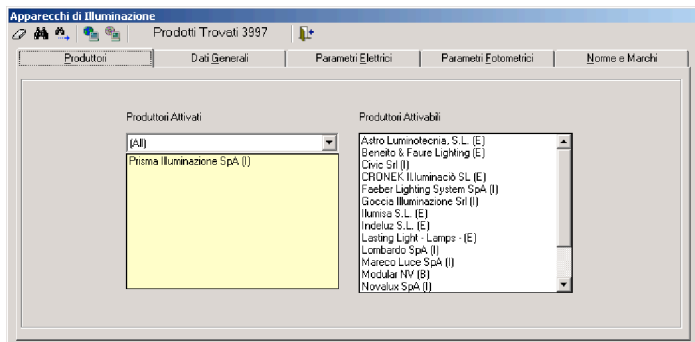 Apparecchi di Illuminazione
Prodotti Trovati 3997
Produttori
Dati Generali
Parametri Elettrici
Parametri Fotometrici
Norme e Marchi
Produttori Attivati
Produttori Attivabili
(All)
Prisma Illuminazione SpA (I)
Astro Luminotecnia, S.L. (E)
Beneito & Faure Lighting (E)
Civic Srl (I)
CRONEK Il.luminació SL (E)
Faeber Lighting System SpA (I)
Goccia Illuminazione Srl (I)
Ilumisa S.L. (E)
Indeluz S.L. (E)
Lasting Light - Lamps - (E)
Lombardo SpA (I)
Mareco Luce SpA (I)
Modular NV (B)
Novalux SpA (I)